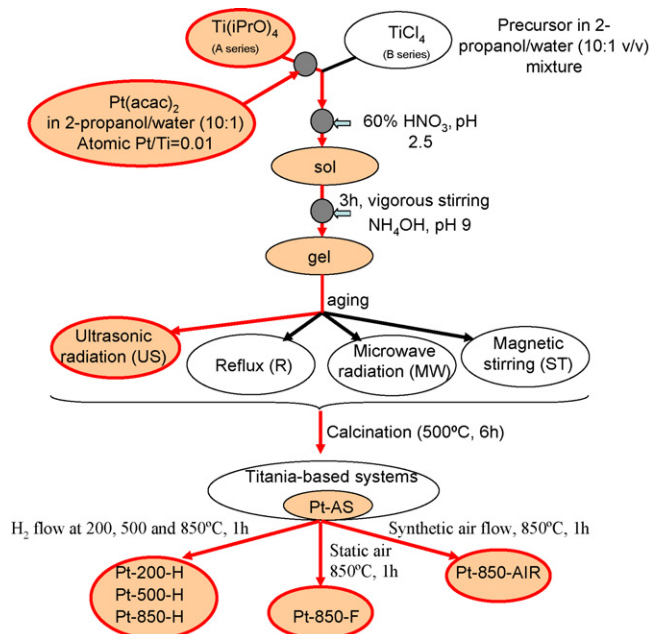 Ti(iPrO)4
(A series)
TiCl4
(B series)
Precursor in 2-
propanol/water (10:1 v/v)
mixture
Pt(acac)2
in 2-propanol/water (10:1)
Atomic Pt/Ti=0.01
60% HNO3, pH
2.5
sol
3h, vigorous stirring
NH4OH, pH 9
gel
aging
Ultrasonic
radiation (US)
Reflux (R)
Microwave
radiation (MW)
Magnetic
stirring (ST)
Calcination (500ºC, 6h)
Titania-based systems
Pt-AS
H2 flow at 200, 500 and 850ºC, 1h
Static air
850ºC, 1h
Synthetic air flow, 850ºC, 1h
Pt-200-H
Pt-500-H
Pt-850-H
Pt-850-F
Pt-850-AIR